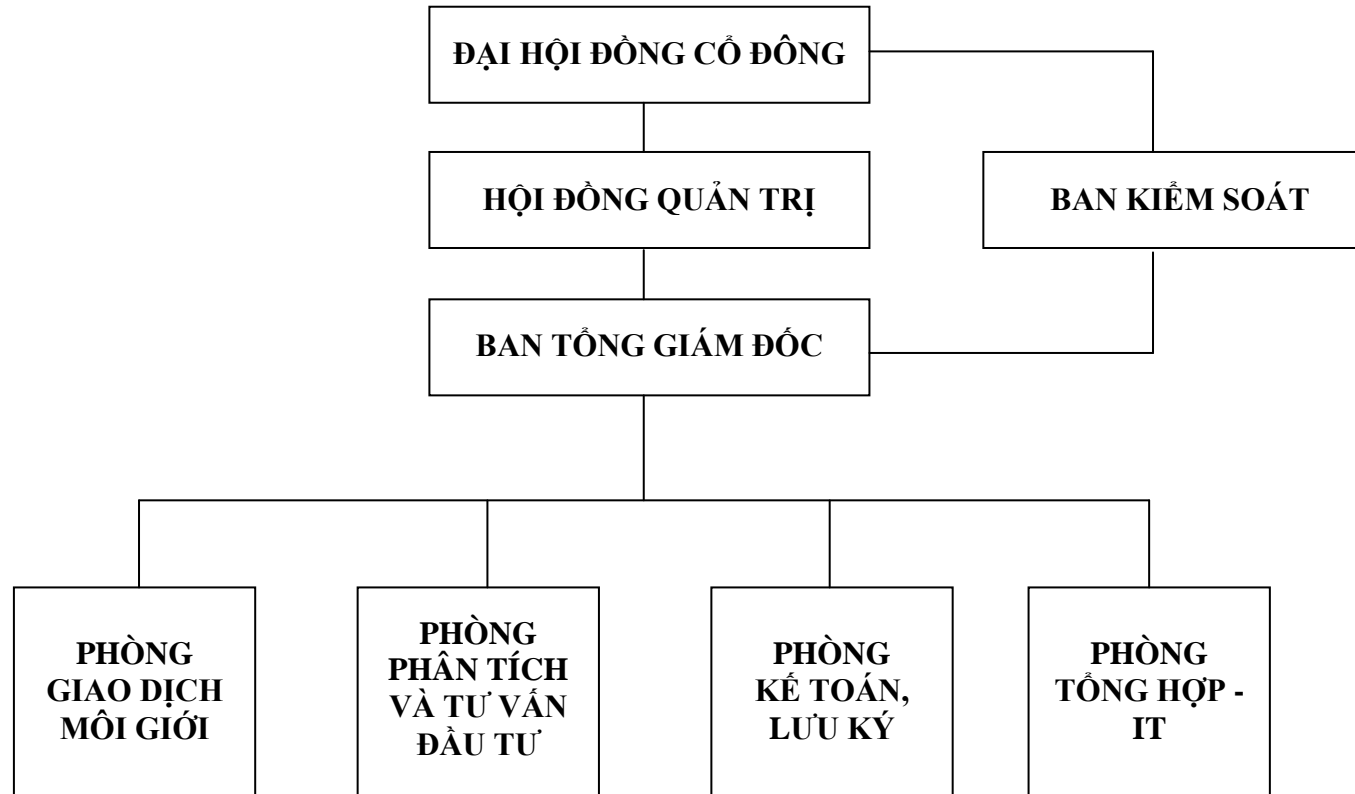 ĐẠI HỘI ĐỒNG CỔ ĐÔNG
HỘI ĐỒNG QUẢN TRỊ
BAN KIỂM SOÁT
BAN TỔNG GIÁM ĐỐC
PHÒNG
GIAO DỊCH
MÔI GIỚI
PHÒNG
PHÂN TÍCH
VÀ TƯ VẤN
ĐẦU TƯ
PHÒNG
KẾ TOÁN,
LƯU KÝ
PHÒNG
TỔNG HỢP -
IT